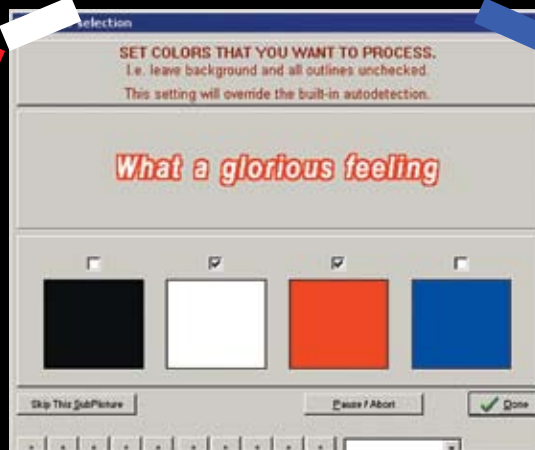 selection
SET COLORS THAT YOU WANT TO PROCESS.
I.e. leave background and all outlines unchecked.
This setting will override the built-in autodetection.
What a glorious feeling
Skip This SubPicture
Pause / Abort
Done